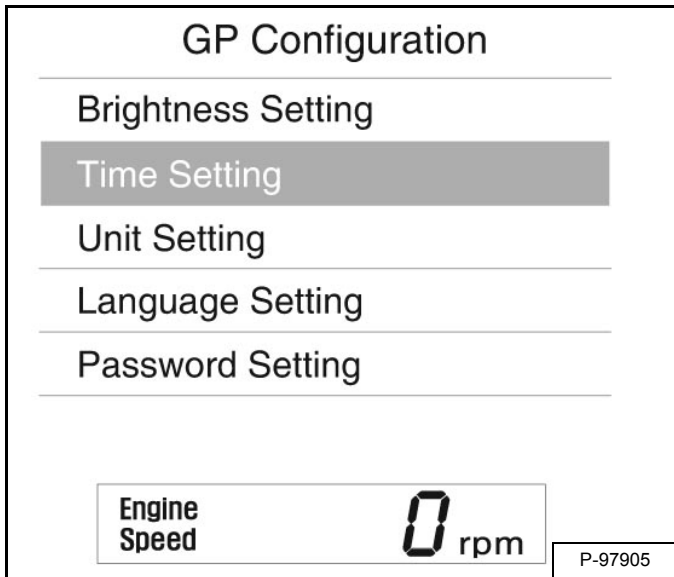 GP Configuration
Brightness Setting
Time Setting
Unit Setting
Language Setting
Password Setting
Engine
Speed
0 rpm
P-97905